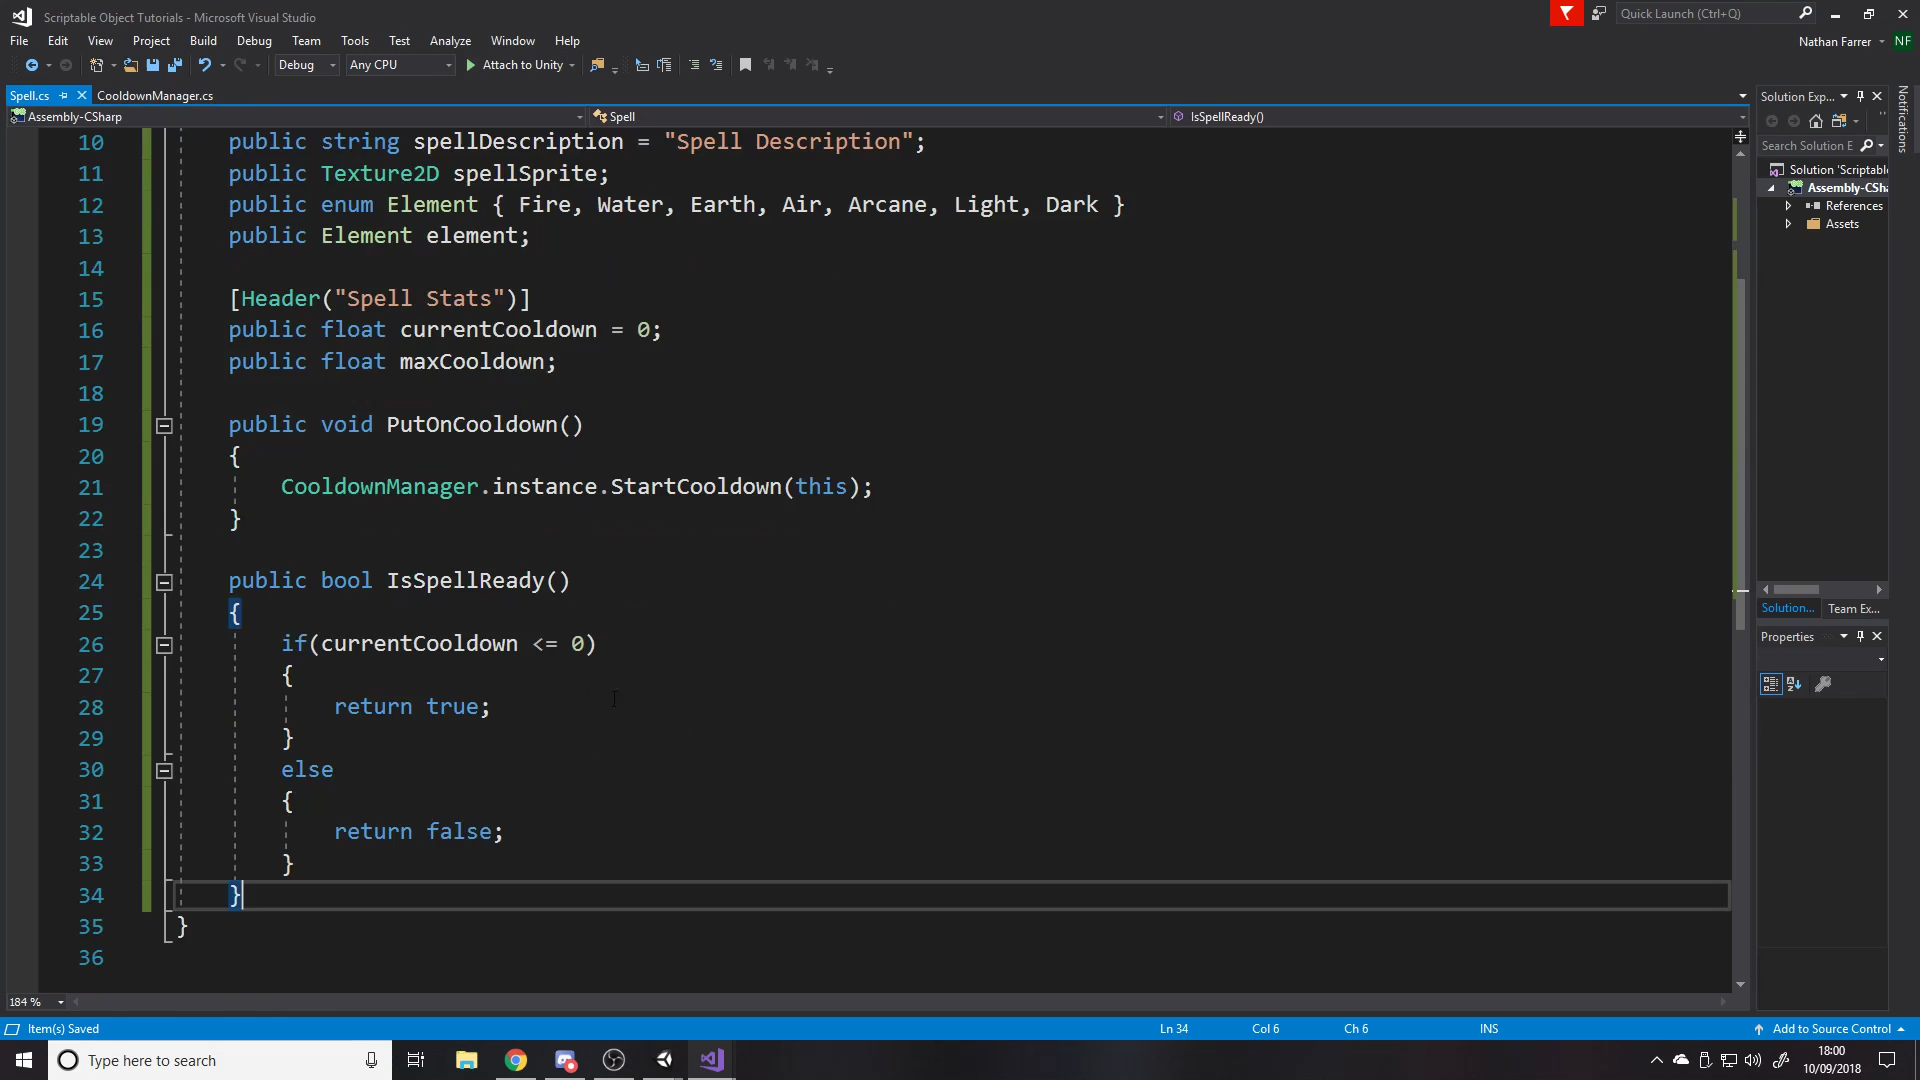 Scriptable Object Tutorials - Microsoft Visual Studio
Quick Launch (Ctrl+Q)
File Edit View Project Build Debug Team Tools Test Analyze Window Help
Nathan Farrer NF
Debug Any CPU Attach to Unity
Spell.cs CooldownManager.cs
Assembly-CSharp Spell IsSpellReady()
10 public string spellDescription = "Spell Description";
11 public Texture2D spellSprite;
12 public enum Element { Fire, Water, Earth, Air, Arcane, Light, Dark }
13 public Element element;
14
15 [Header("Spell Stats")]
16 public float currentCooldown = 0;
17 public float maxCooldown;
18
19 public void PutOnCooldown()
20 {
21 CooldownManager.instance.StartCooldown(this);
22 }
23
24 public bool IsSpellReady()
25 {
26 if(currentCooldown <= 0)
27 {
28 return true;
29 }
30 else
31 {
32 return false;
33 }
34 }
35 }
36
184 %
Solution Exp...
Search Solution E
Solution 'Scriptable
Assembly-CSha
References
Assets
Solution... Team Ex...
Properties
Notifications
Item(s) Saved Ln 34 Col 6 Ch 6 INS Add to Source Control
Type here to search
18:00
10/09/2018